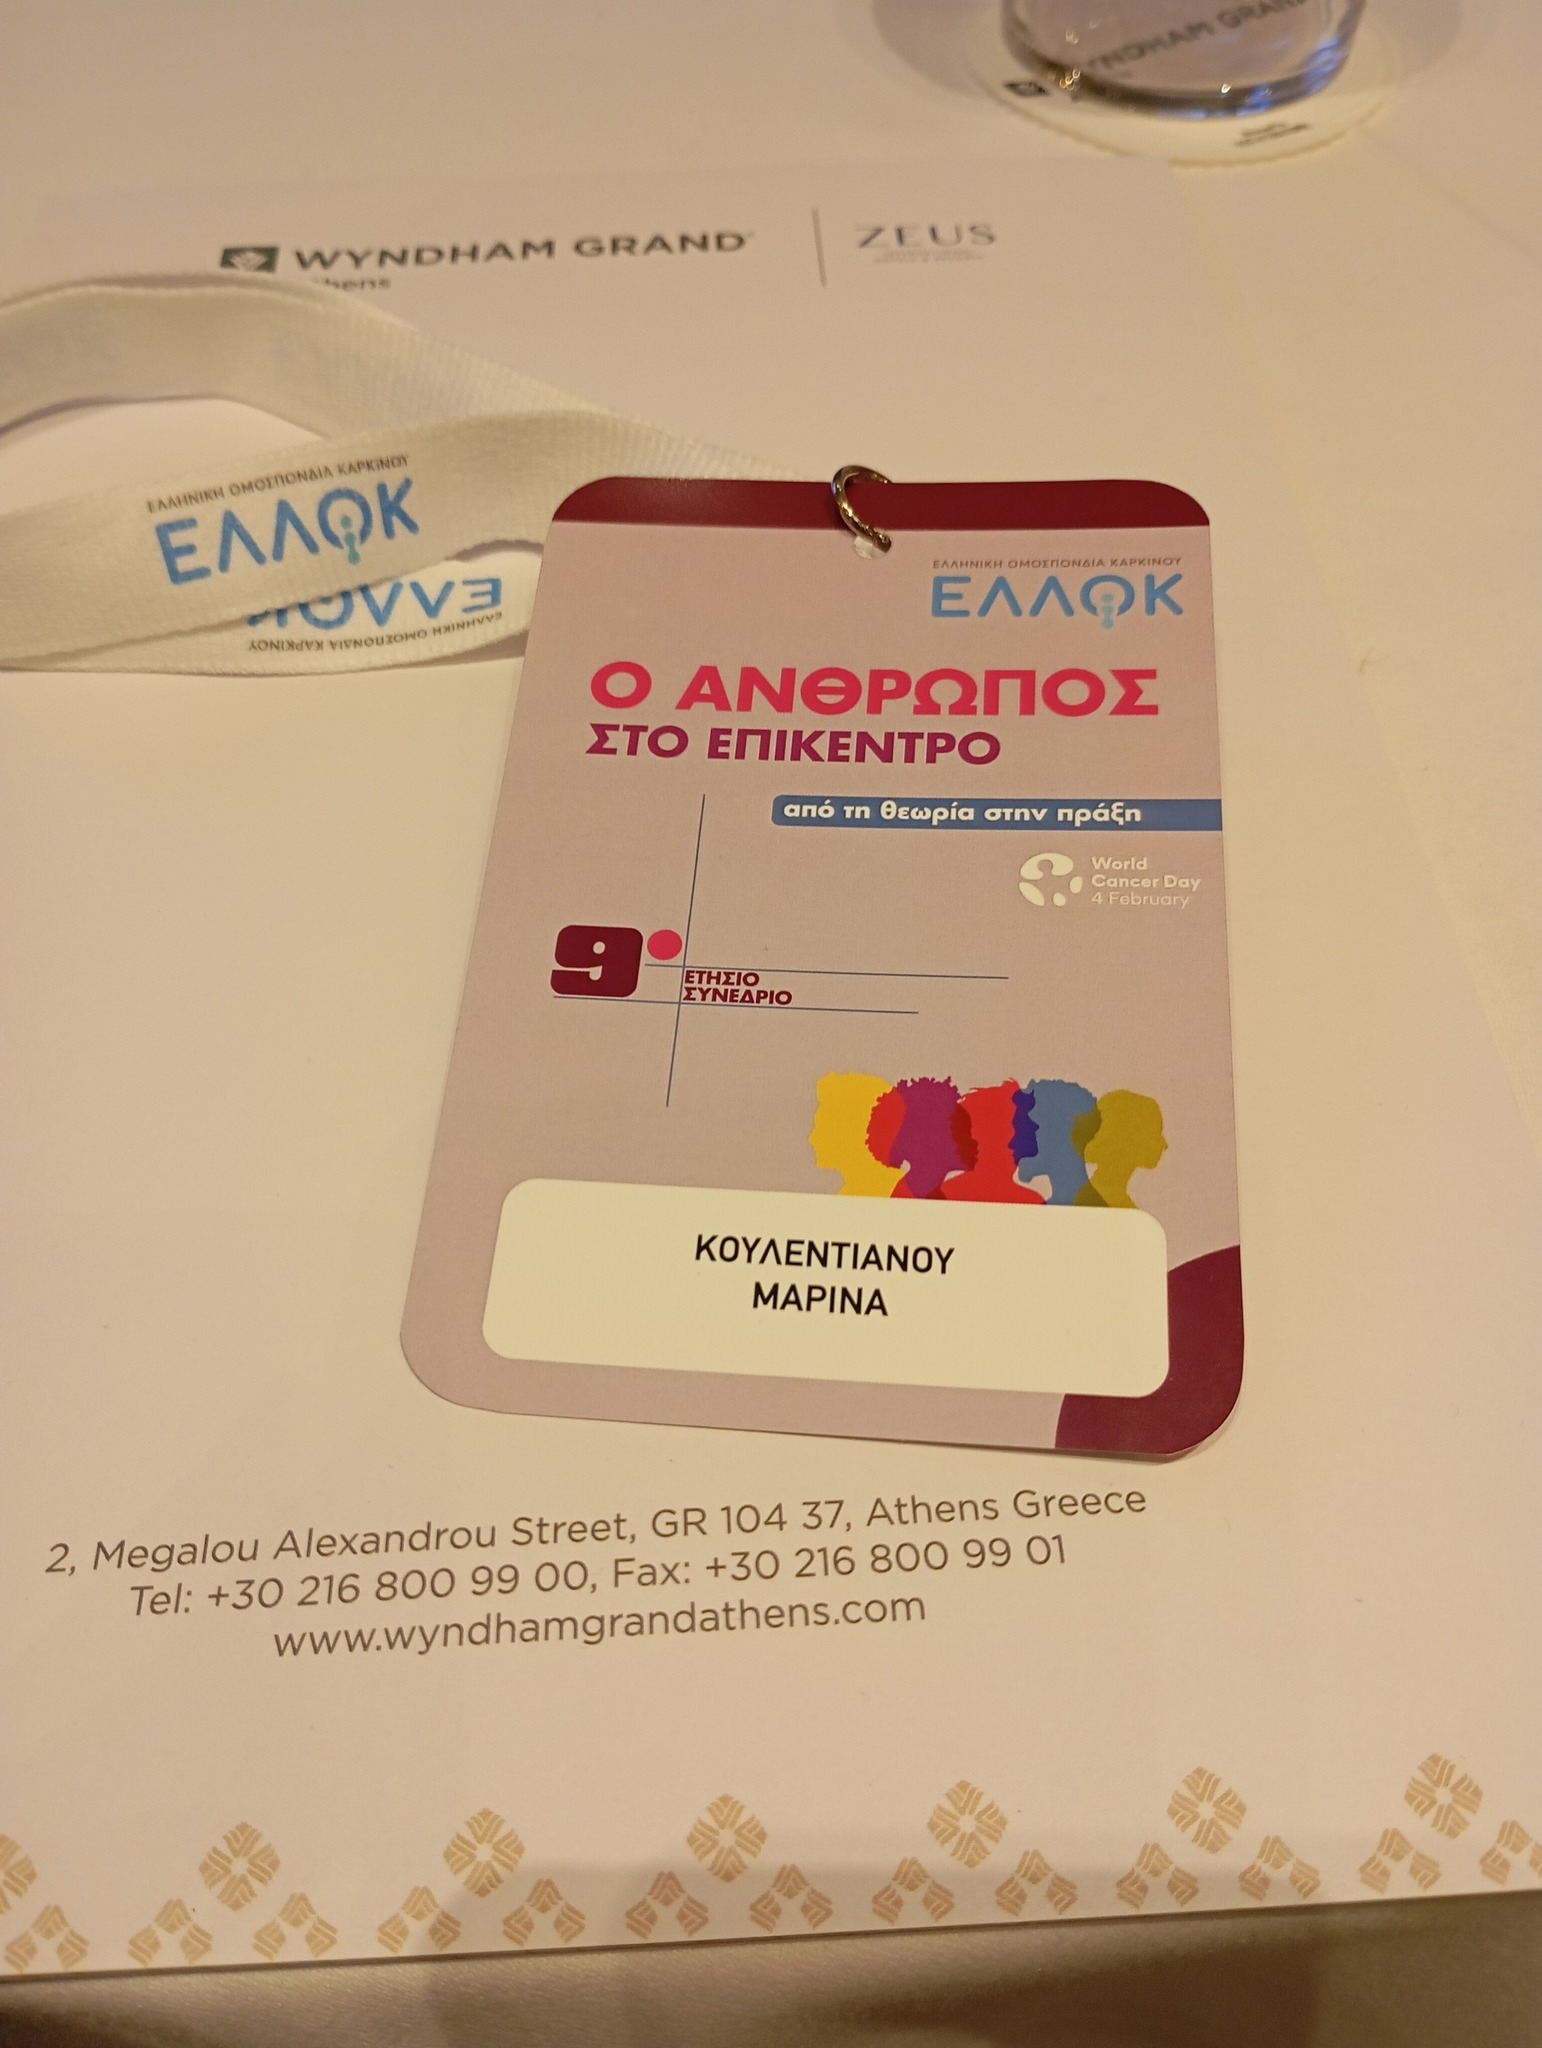 WYNDHAM GRAND
WYNDHAM GRAND
ZEUS
ΕΛΛΗΝΙΚΗ ΟΜΟΣΠΟΝΔΙΑ ΚΑΡΚΙΝΟΥ
ΕΛΛΟΚ
ΕΛΛΟΚ
ΕΛΛΗΝΙΚΗ ΟΜΟΣΠΟΝΔΙΑ ΚΑΡΚΙΝΟΥ
ΕΛΛΗΝΙΚΗ ΟΜΟΣΠΟΝΔΙΑ ΚΑΡΚΙΝΟΥ
ΕΛΛΟΚ
Ο ΑΝΘΡΩΠΟΣ
ΣΤΟ ΕΠΙΚΕΝΤΡΟ
από τη θεωρία στην πράξη
World
Cancer Day
4 February
9
ΕΤΗΣΙΟ
ΣΥΝΕΔΡΙΟ
ΚΟΥΛΕΝΤΙΑΝΟΥ
ΜΑΡΙΝΑ
2, Megalou Alexandrou Street, GR 104 37, Athens Greece
Tel: +30 216 800 99 00, Fax: +30 216 800 99 01
www.wyndhamgrandathens.com